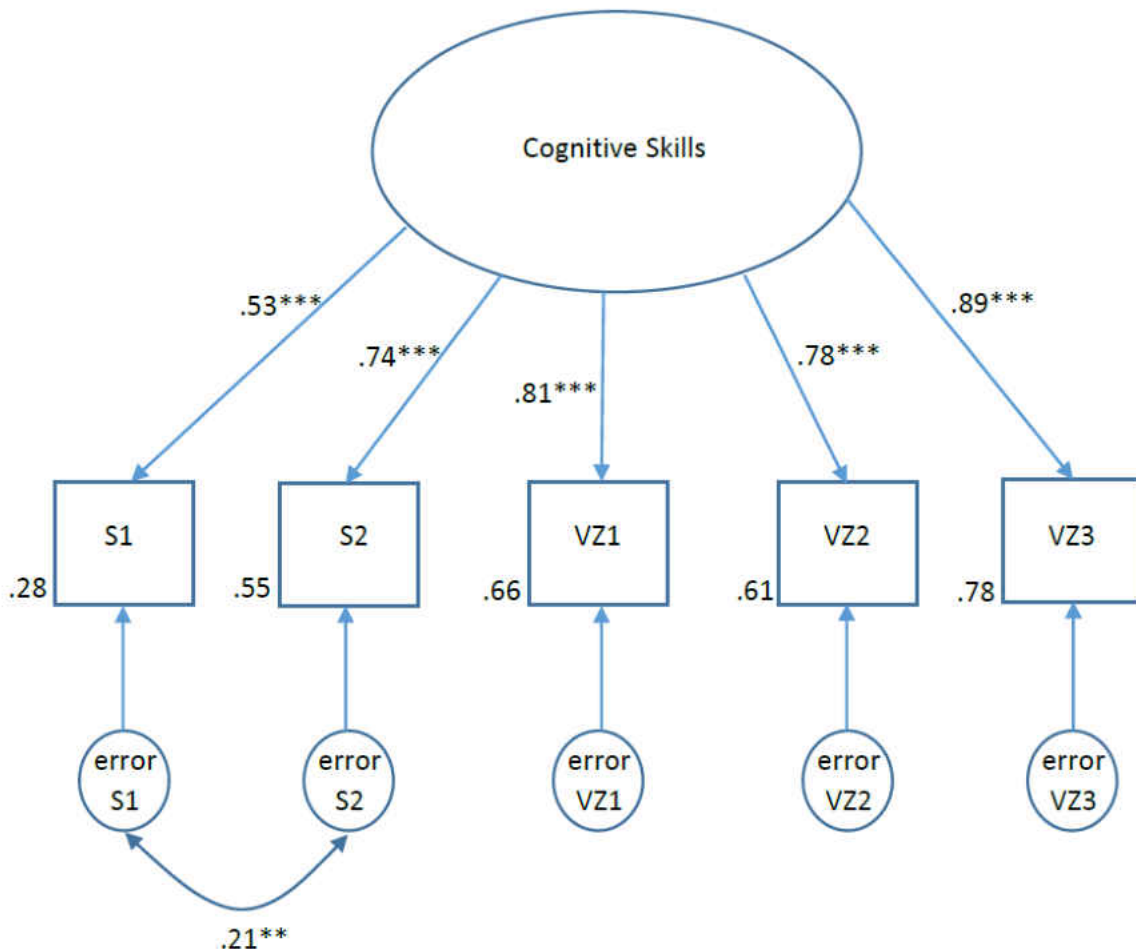 Cognitive Skills
.53***
.74***
.81***
.78***
.89***
S1
S2
VZ1
VZ2
VZ3
.28
.55
.66
.61
.78
error
S1
error
S2
error
VZ1
error
VZ2
error
VZ3
.21**